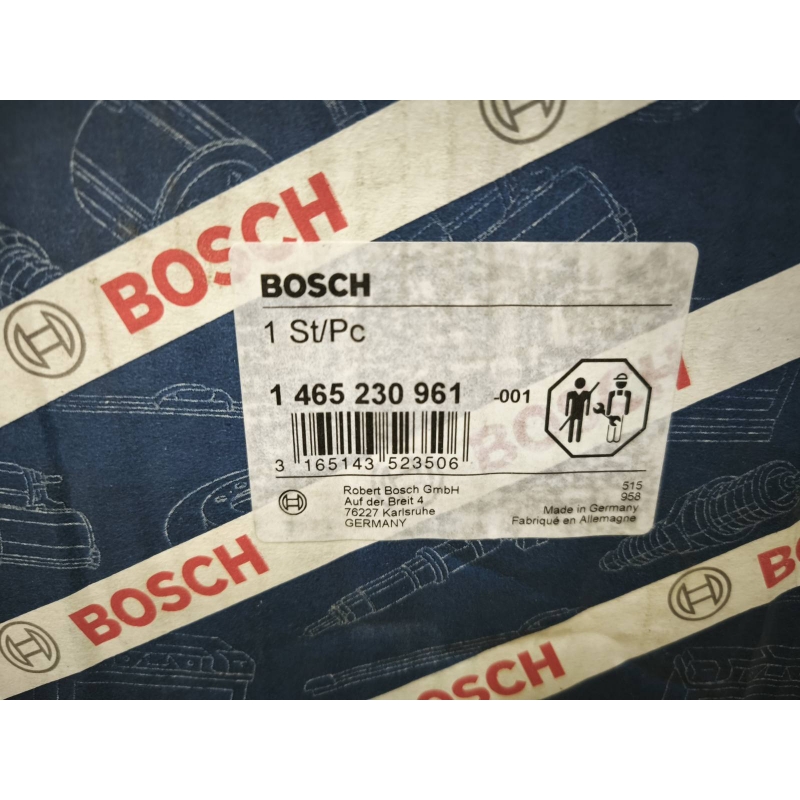 BOSCH
BOSCH
1 St/Pc
1 465 230 961 -001
3 165143 523506
Robert Bosch GmbH
Auf der Breit 4
76227 Karlsruhe
GERMANY
515
958
Made in Germany
Fabriqué en Allemagne
BOSCH
BOSCH
BOSCH